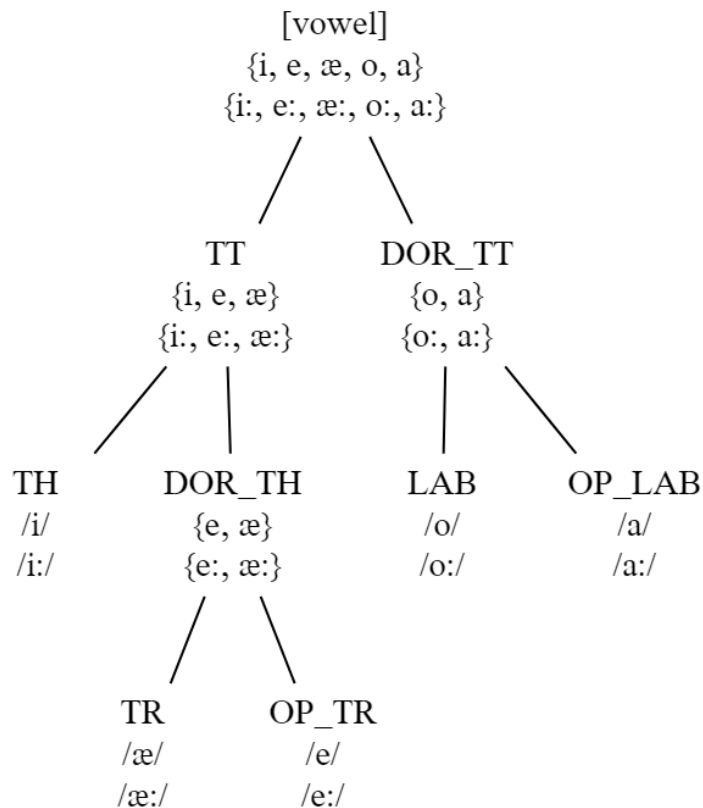 [vowel]
{i, e, æ, o, a}
{i:, e:, æ:, o:, a:}
TT DOR_TT
{i, e, æ} {o, a}
{i:, e:, æ:} {o:, a:}
TH DOR_TH LAB OP_LAB
/i/ {e, æ} /o/ /a/
/i:/ {e:, æ:} /o:/ /a:/
TR OP_TR
/æ/ /e/
/æ:/ /e:/